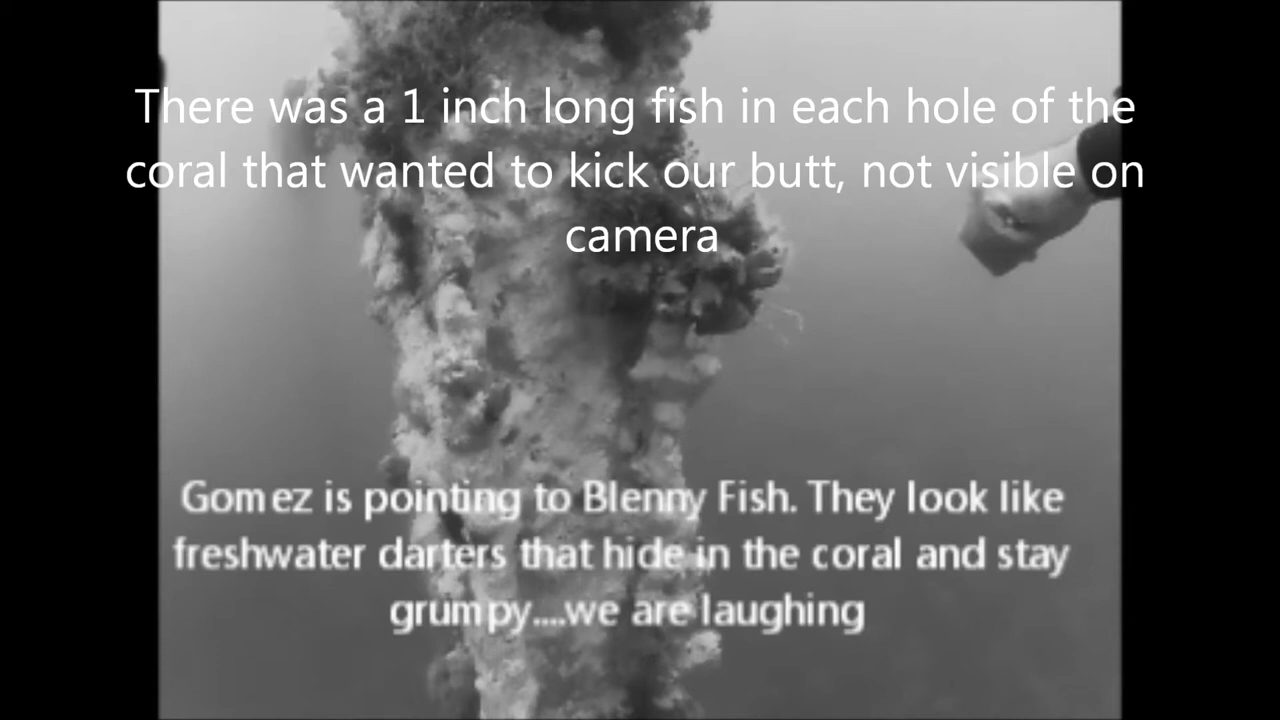 There was a 1 inch long fish in each hole of the
coral that wanted to kick our butt, not visible on
camera
Gomez is pointing to Blenny Fish. They look like
freshwater darters that hide in the coral and stay
grumpy....we are laughing